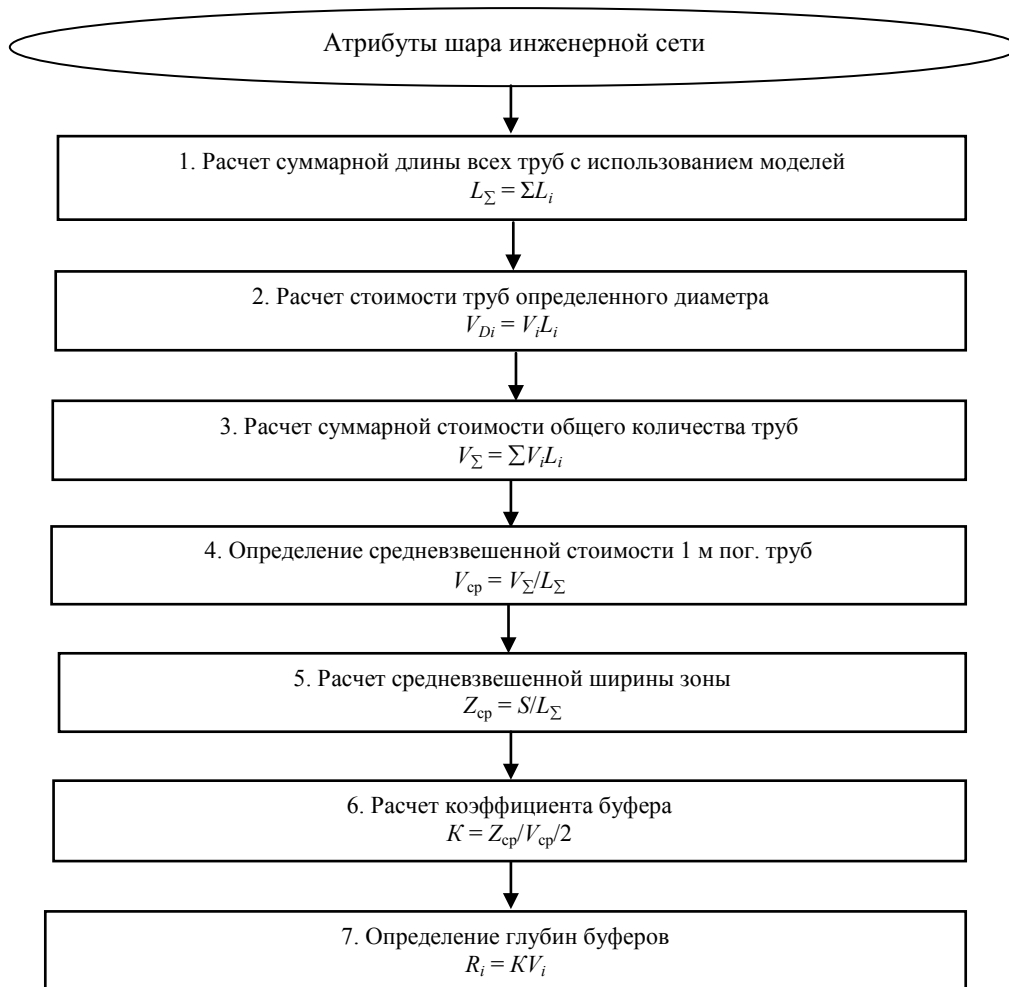 Атрибуты шара инженерной сети
1. Расчет суммарной длины всех труб с использованием моделей
L∑ = ΣLi
2. Расчет стоимости труб определенного диаметра
VDi = ViLi
3. Расчет суммарной стоимости общего количества труб
V∑ = ∑ViLi
4. Определение средневзвешенной стоимости 1 м пог. труб
Vср = V∑/L∑
5. Расчет средневзвешенной ширины зоны
Zср = S/L∑
6. Расчет коэффициента буфера
К = Zср/Vср/2
7. Определение глубин буферов
Ri = КVi